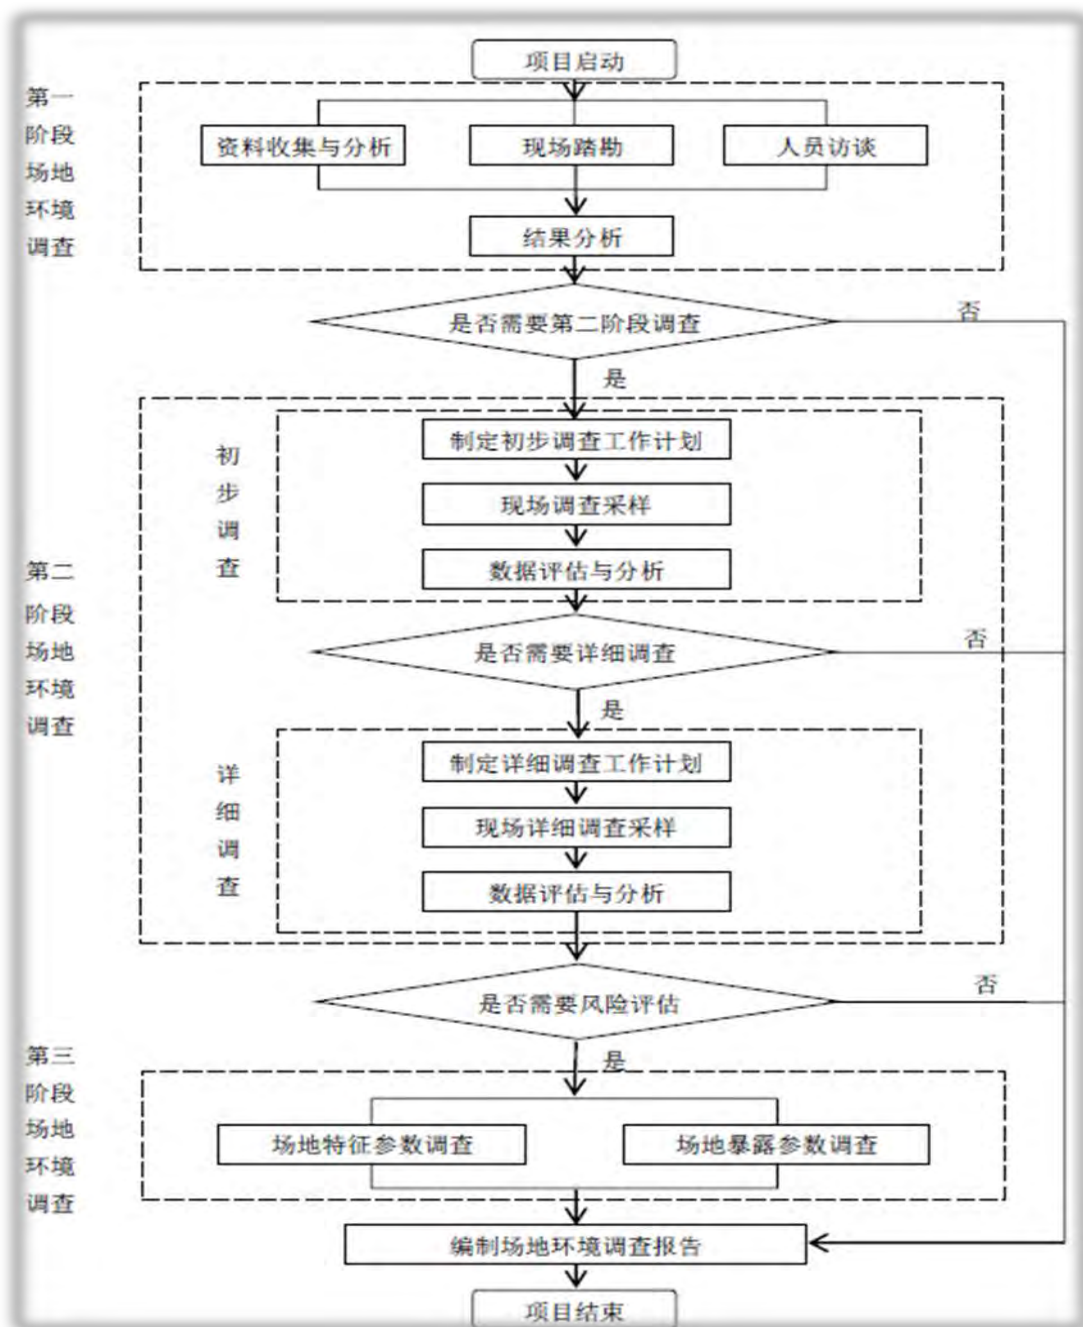 项目启动
第一
阶段
场地
环境
调查
资料收集与分析
现场踏勘
人员访谈
结果分析
是否需要第二阶段调查
否
是
第二
阶段
场地
环境
调查
初
步
调
查
制定初步调查工作计划
现场调查采样
数据评估与分析
是否需要详细调查
否
是
详
细
调
查
制定详细调查工作计划
现场详细调查采样
数据评估与分析
是否需要风险评估
否
是
第三
阶段
场地
环境
调查
场地特征参数调查
场地暴露参数调查
编制场地环境调查报告
项目结束